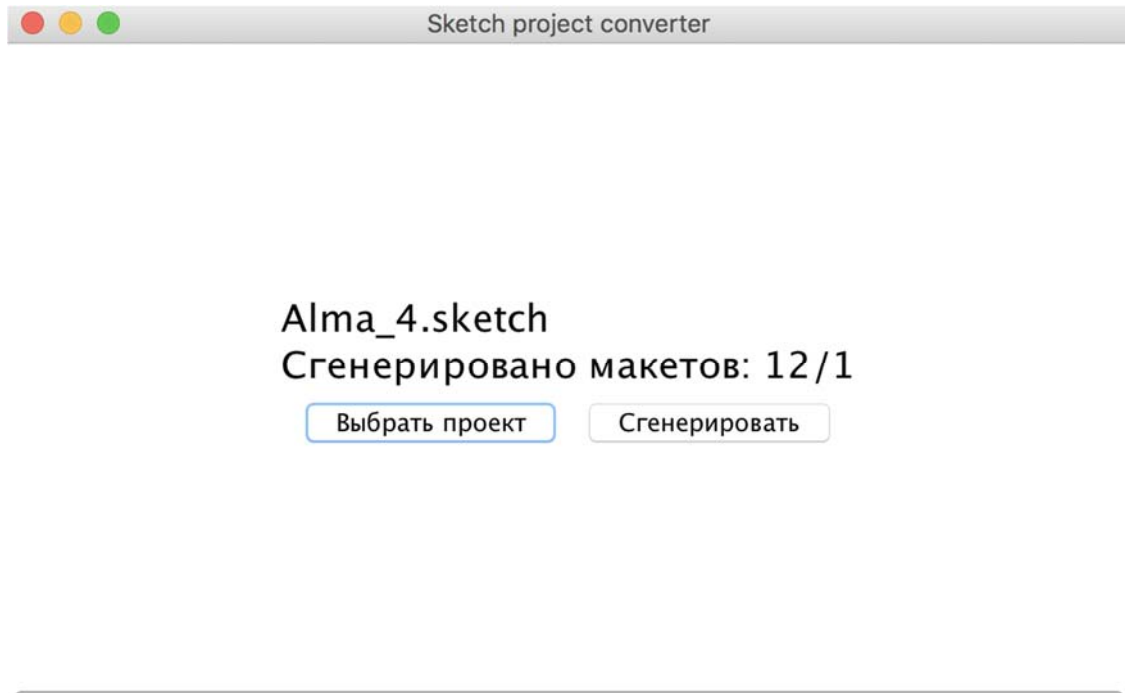 Sketch project converter
Alma_4.sketch
Сгенерировано макетов: 12/1
Выбрать проект
Сгенерировать